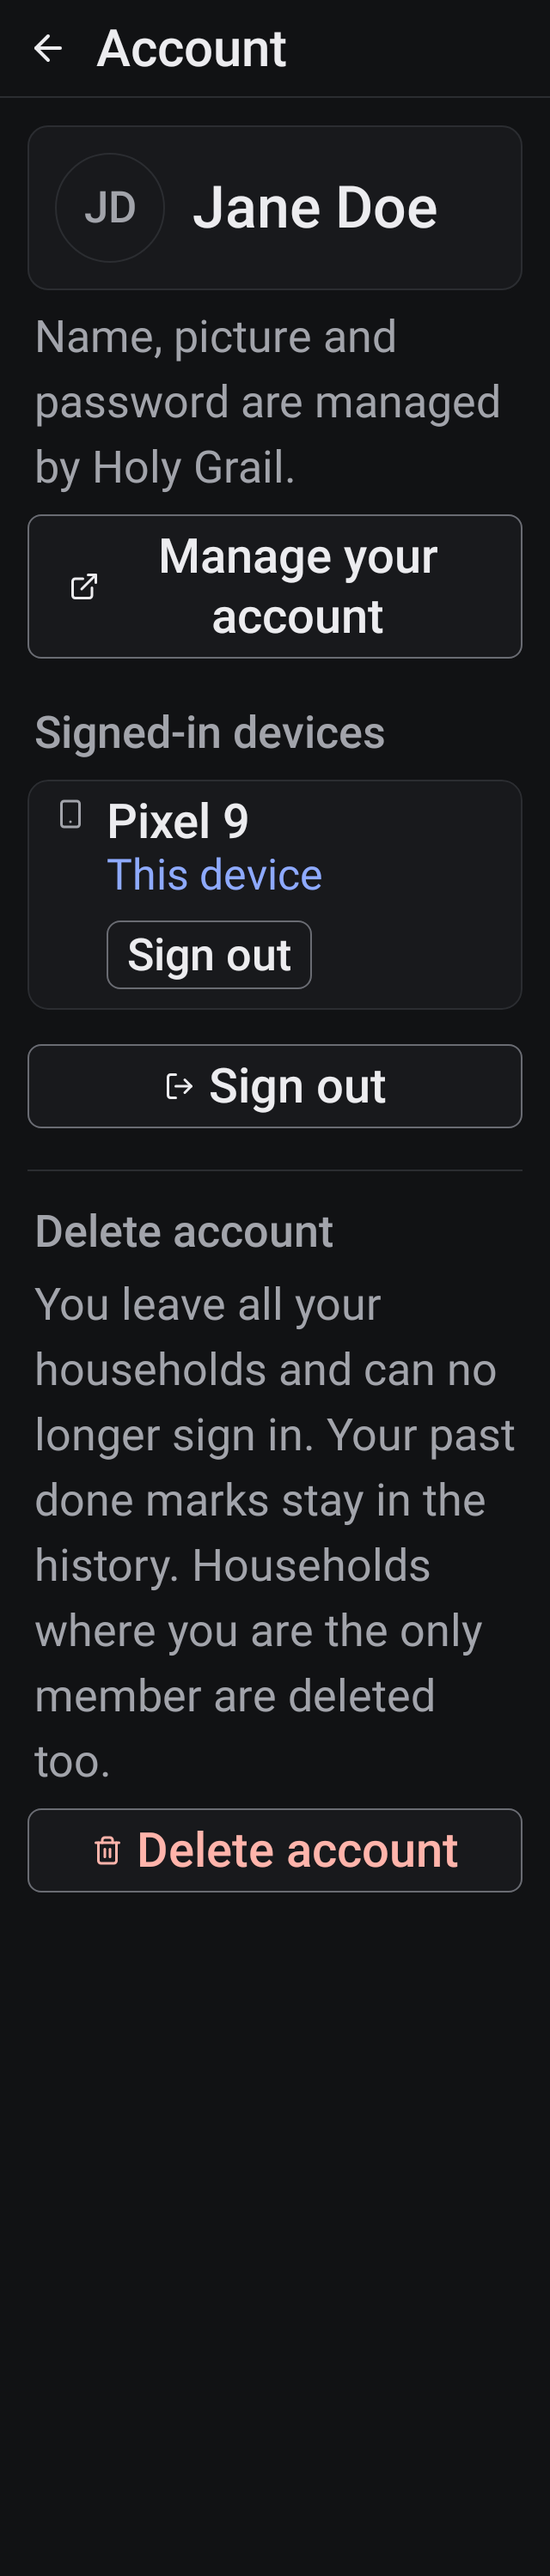 Account
JD
Jane Doe
Name, picture and
password are managed
by Holy Grail.
Manage your
account
Signed-in devices
Pixel 9
This device
Sign out
Sign out
Delete account
You leave all your
households and can no
longer sign in. Your past
done marks stay in the
history. Households
where you are the only
member are deleted
too.
Delete account